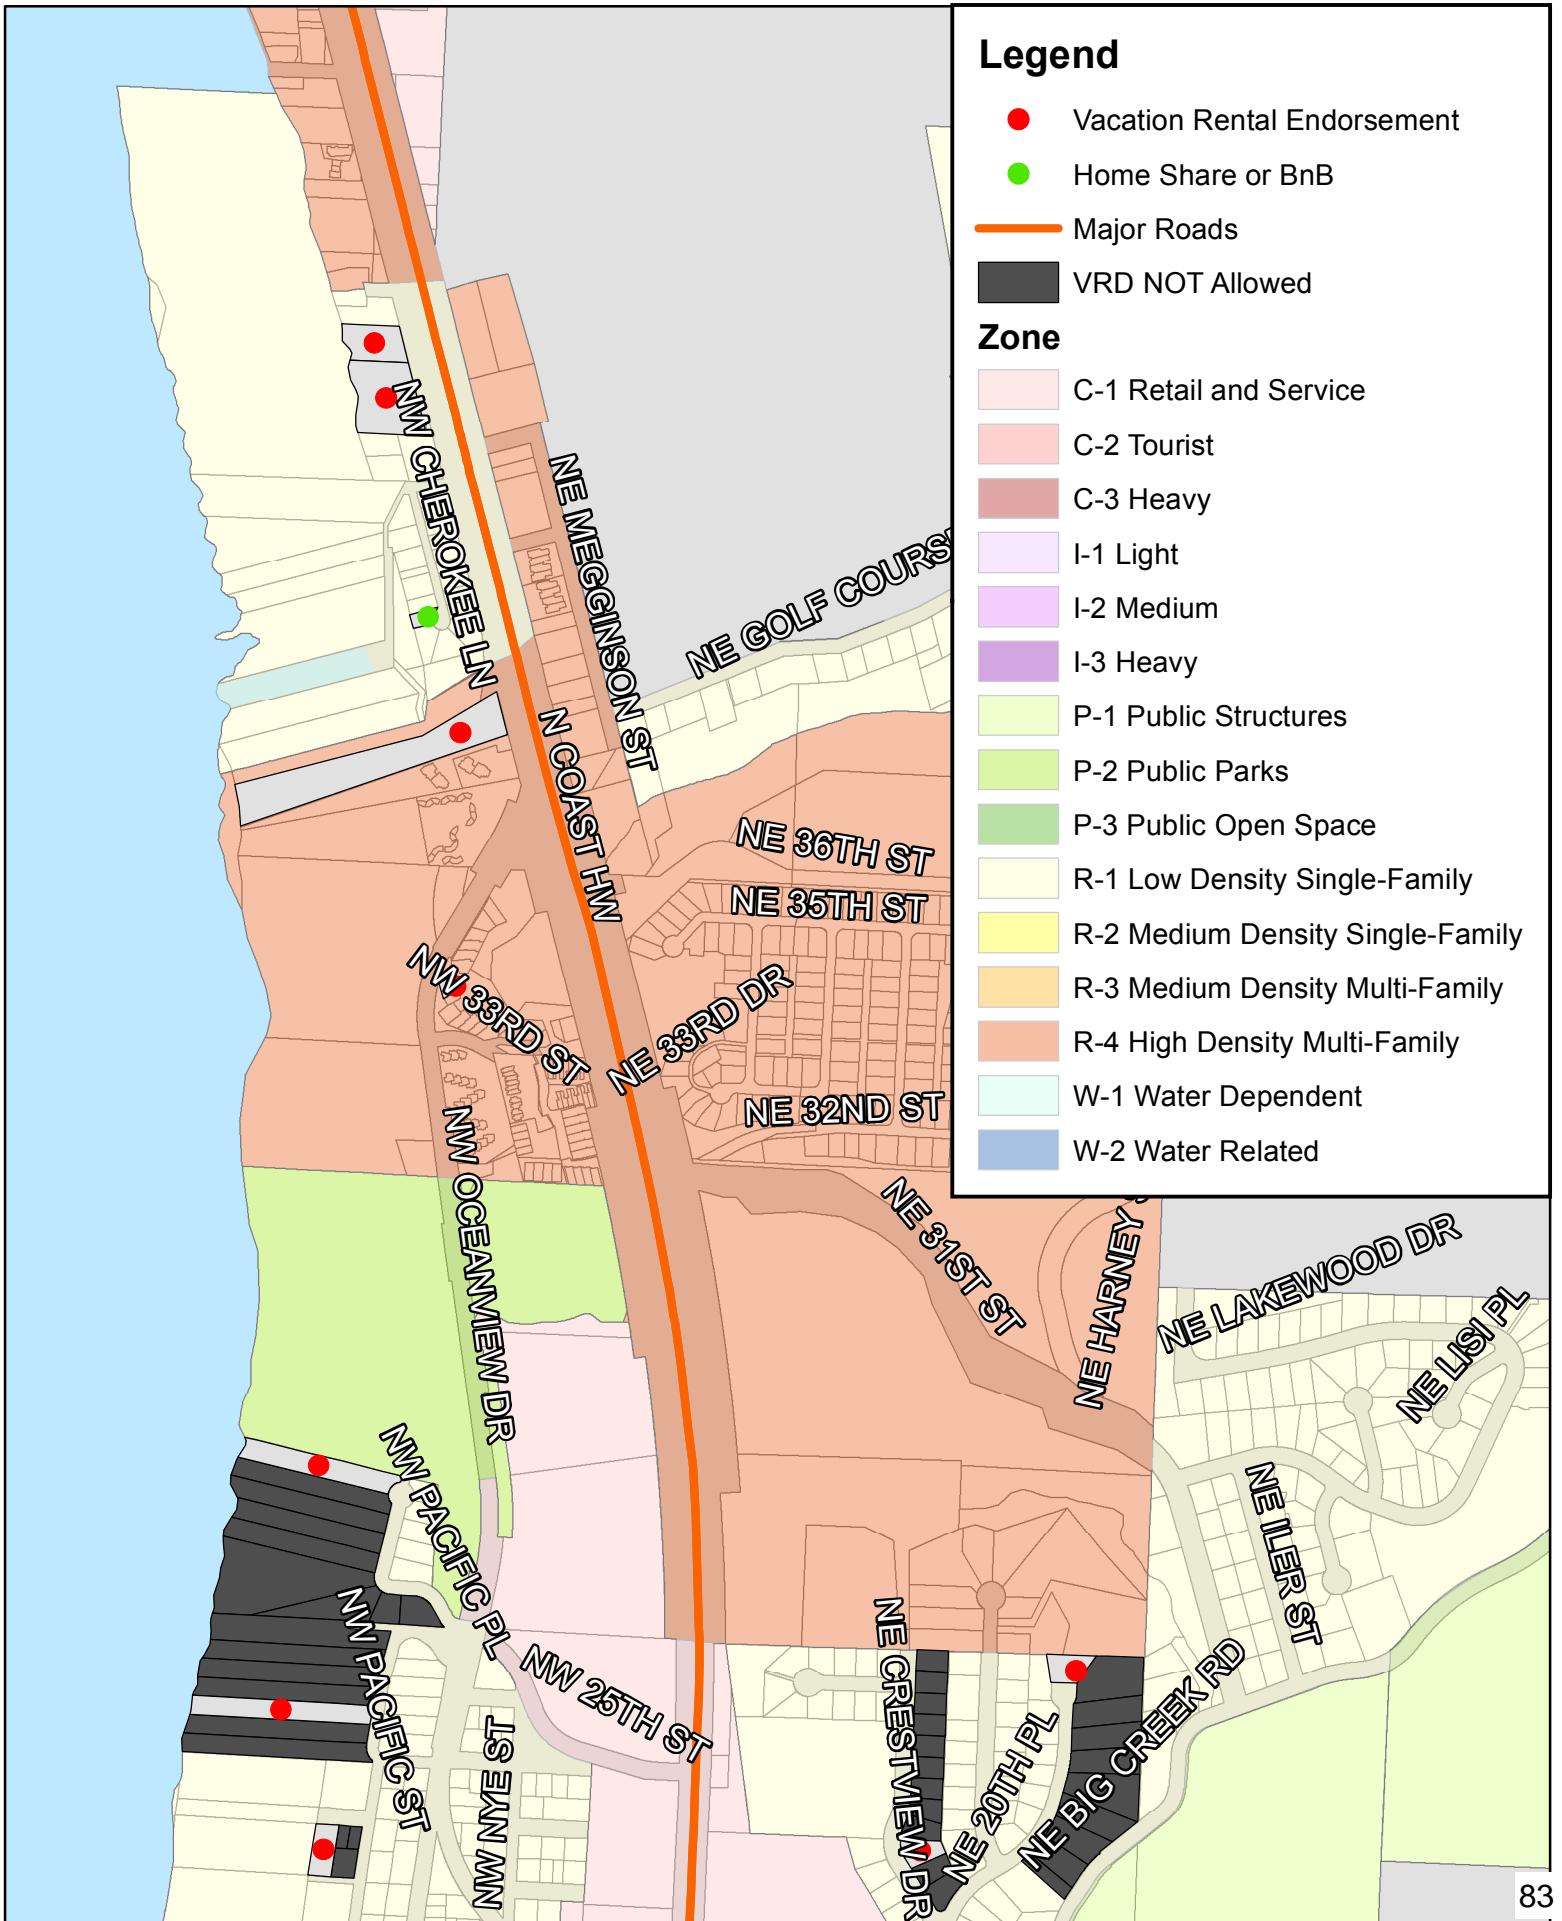 Legend
Vacation Rental Endorsement
Home Share or BnB
Major Roads
VRD NOT Allowed
Zone
C-1 Retail and Service
C-2 Tourist
C-3 Heavy
I-1 Light
I-2 Medium
I-3 Heavy
P-1 Public Structures
P-2 Public Parks
P-3 Public Open Space
R-1 Low Density Single-Family
R-2 Medium Density Single-Family
R-3 Medium Density Multi-Family
R-4 High Density Multi-Family
W-1 Water Dependent
W-2 Water Related
NW CHEROKEE LN
NE MEGGINSON ST
NE GOLF COURS
N COAST HW
NE 36TH ST
NE 35TH ST
NW 33RD ST
NE 33RD DR
NE 32ND ST
NW OCEANVIEW DR
NE 31ST ST
NE HARNEY S
NE LAKEWOOD DR
NE LISI PL
NW PACIFIC PL
NE ILER ST
NW PACIFIC ST
NW 25TH ST
NW NYE ST
NE CRESTVIEW DR
NE 20TH PL
NE BIG CREEK RD
83